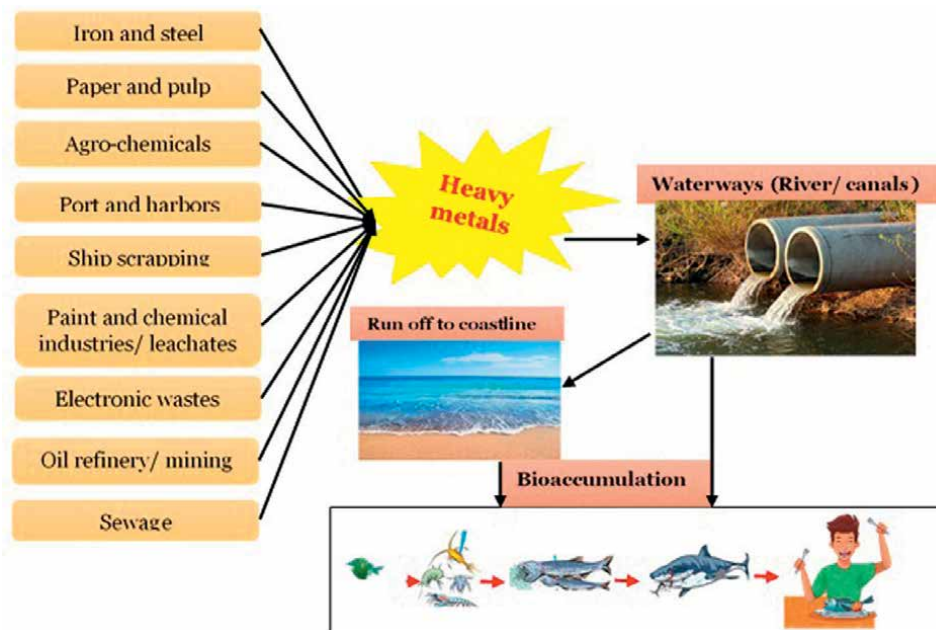 Iron and steel
Paper and pulp
Agro-chemicals
Port and harbors
Ship scrapping
Paint and chemical
industries/ leachates
Electronic wastes
Oil refinery/ mining
Sewage
Heavy
metals
Waterways (River/ canals)
Run off to coastline
Bioaccumulation